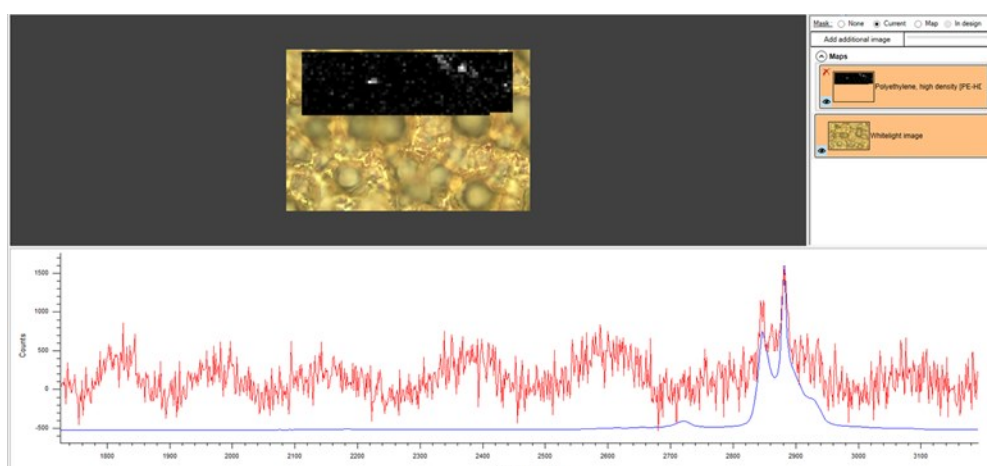 Mask: None Current Map In design
Add additional image
Maps
Polyethylene, high density [PE-HD
Whitelight image
1500
1000
500
0
-500
Counts
1800 1900 2000 2100 2200 2300 2400 2500 2600 2700 2800 2900 3000 3100